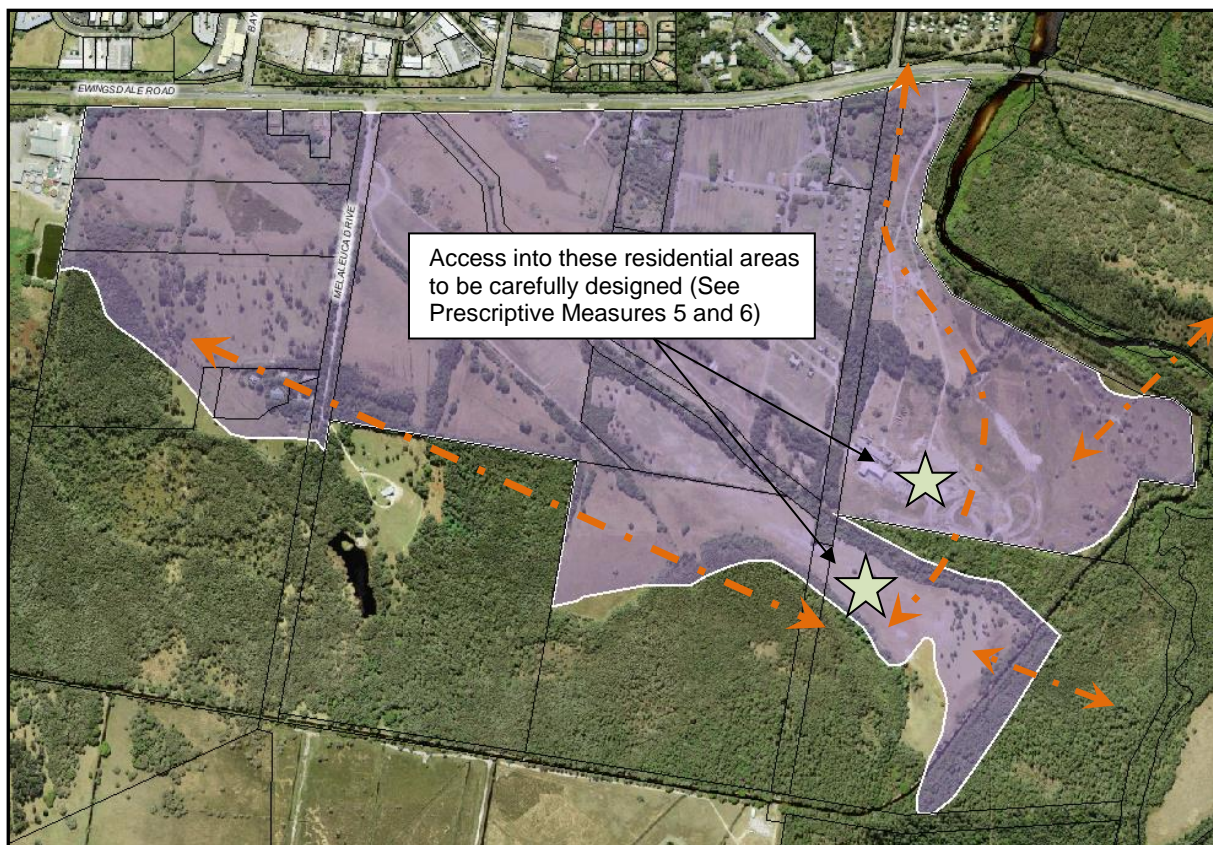 BAY
EWINGSDALE ROAD
MELALEUCA DRIVE
Access into these residential areas
to be carefully designed (See
Prescriptive Measures 5 and 6)